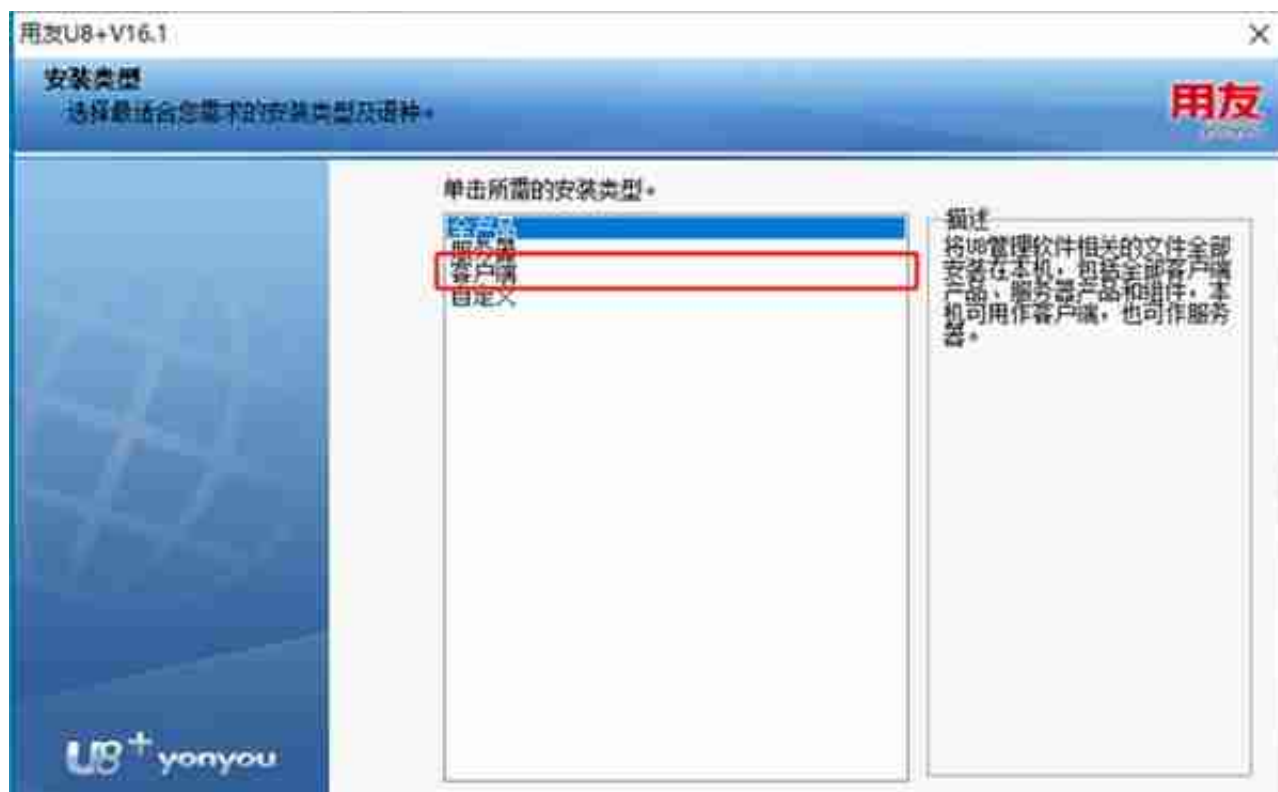 用友U8+V16.1
安装类型
选择最适合您需求的安装类型及语种。
用友
单击所需的安装类型。
全产品
服务器
客户端
自定义
描述
将U8管理软件相关的文件全部
安装在本机，包括全部客户端
产品、服务器产品和组件，本
机可用作客户端，也可作服务
器。
U8+ yonyou